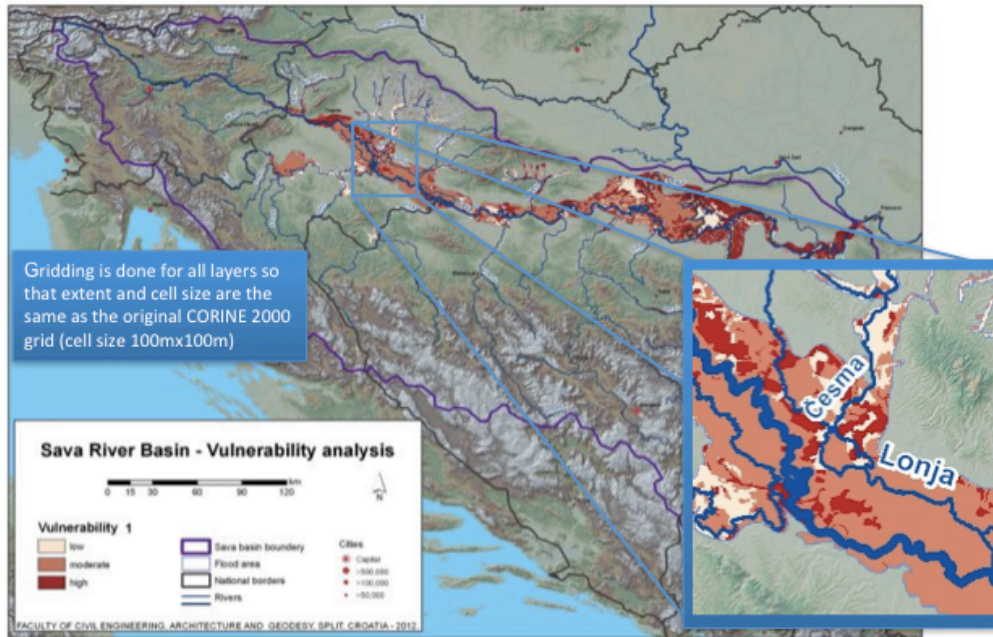 Gridding is done for all layers so
that extent and cell size are the
same as the original CORINE 2000
grid (cell size 100mx100m)
Česma
Lonja
Sava River Basin - Vulnerability analysis
km
0 15 30 60 90 120
N
Vulnerability 1
low
moderate
high
Sava basin boundary
Flood area
National borders
Rivers
Cities
Capital
>500,000
>100,000
>50,000
FACULTY OF CIVIL ENGINEERING, ARCHITECTURE AND GEODESY, SPLIT, CROATIA - 2012